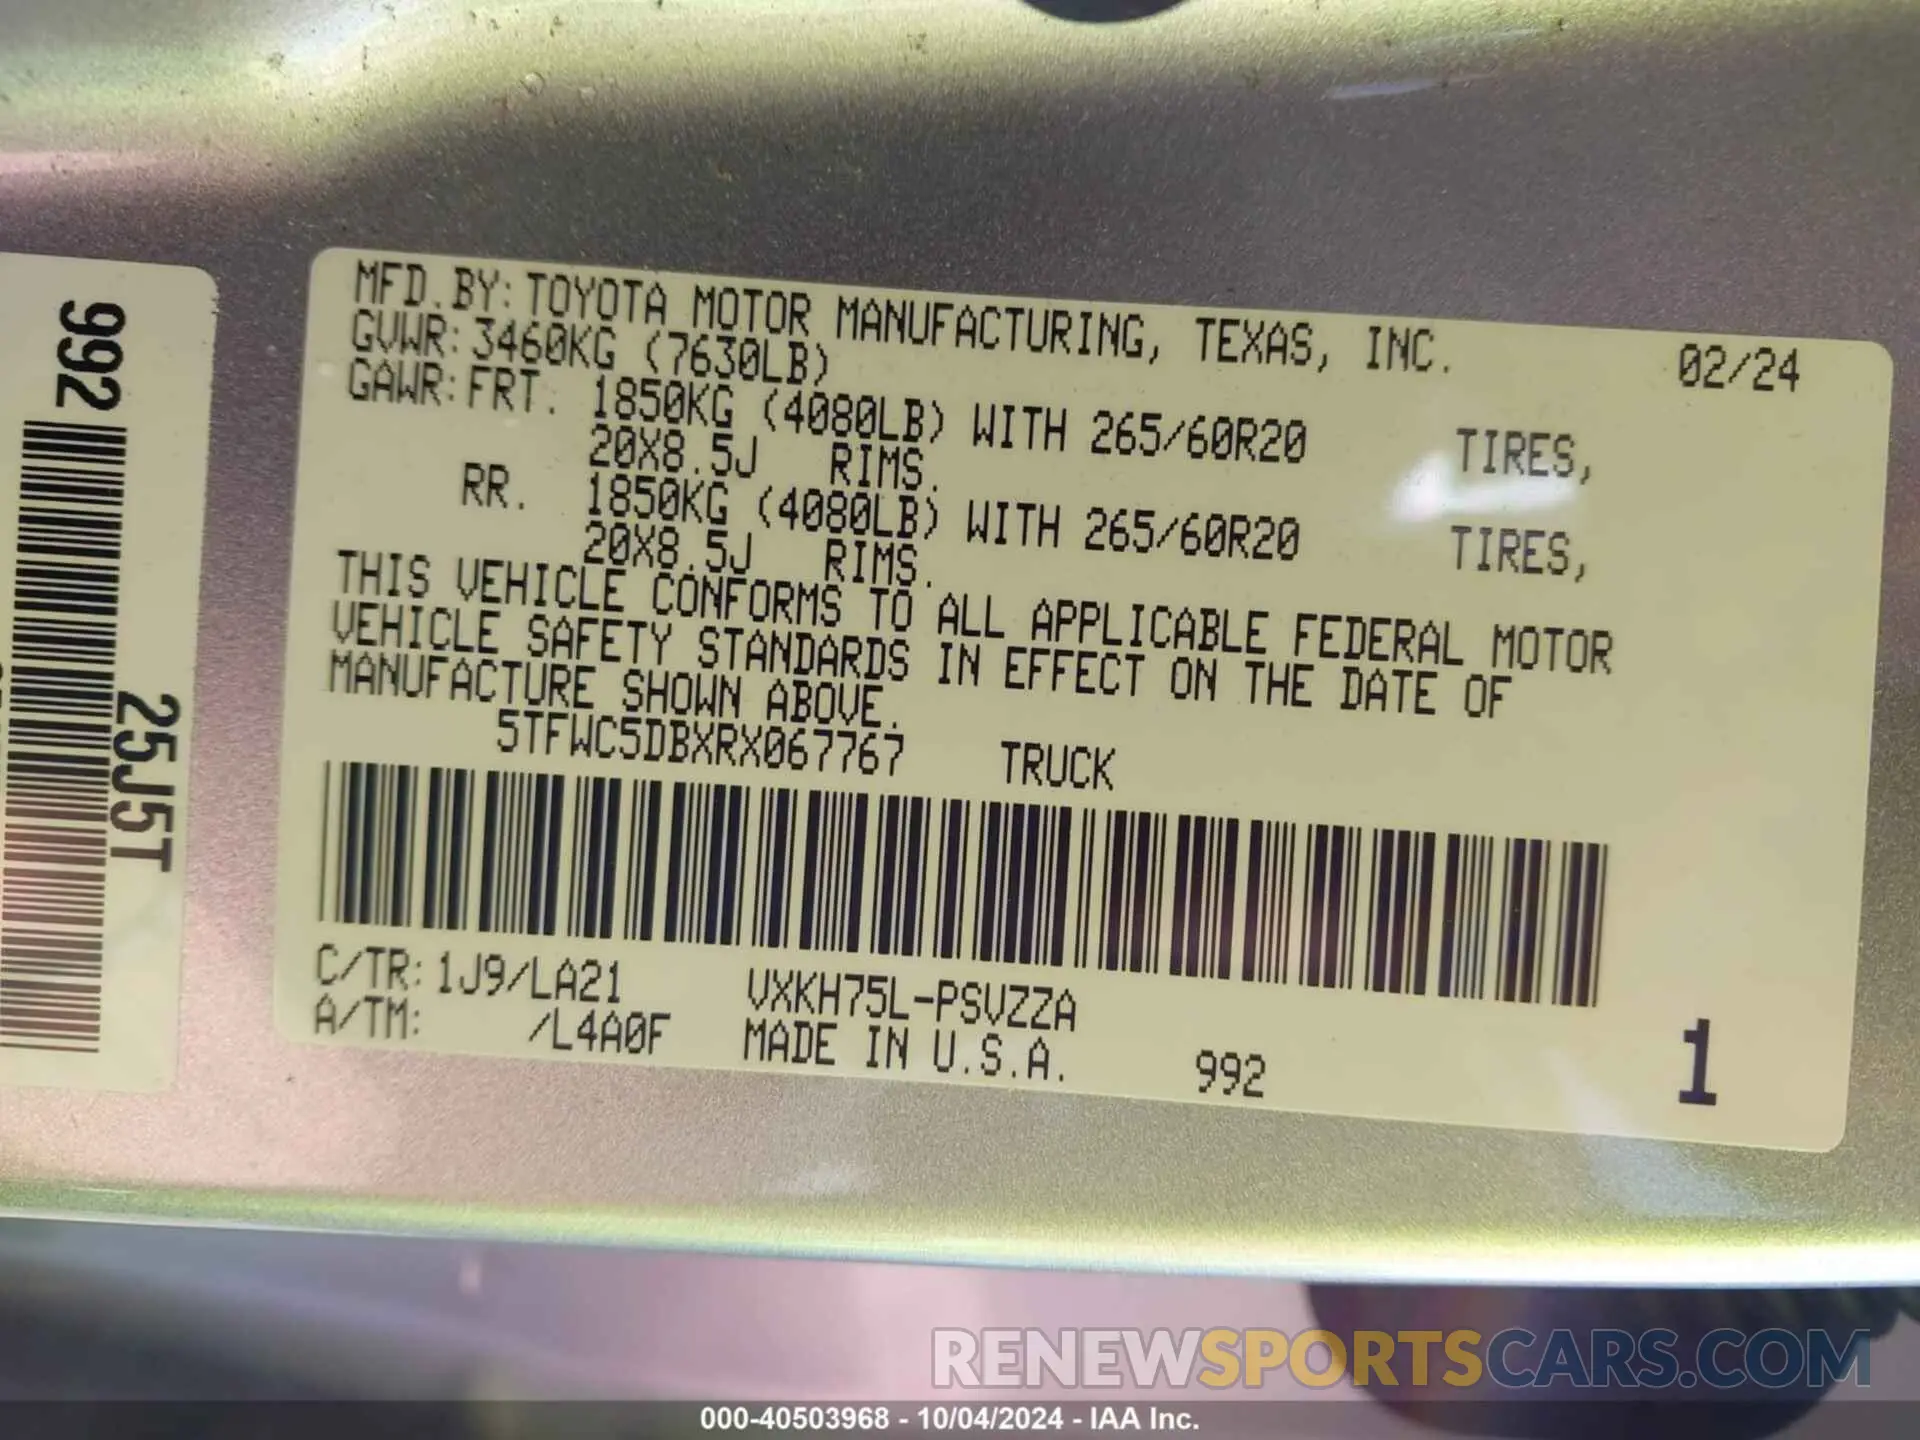 MFD.BY: TOYOTA MOTOR MANUFACTURING, TEXAS, INC. 02/24
GVWR: 3460KG (7630LB)
GAWR: FRT. 1850KG (4080LB) WITH 265/60R20 TIRES,
20X8.5J RIMS.
RR. 1850KG (4080LB) WITH 265/60R20 TIRES,
20X8.5J RIMS.
THIS VEHICLE CONFORMS TO ALL APPLICABLE FEDERAL MOTOR
VEHICLE SAFETY STANDARDS IN EFFECT ON THE DATE OF
MANUFACTURE SHOWN ABOVE.
5TFWC5DBXRX067767 TRUCK
C/TR: 1J9/LA21 VXKH75L-PSVZZA
A/TM: /L4A0F MADE IN U.S.A. 992
1
992
25J5T
RENEWSPORTSCARS.COM
000-40503968 - 10/04/2024 - IAA Inc.